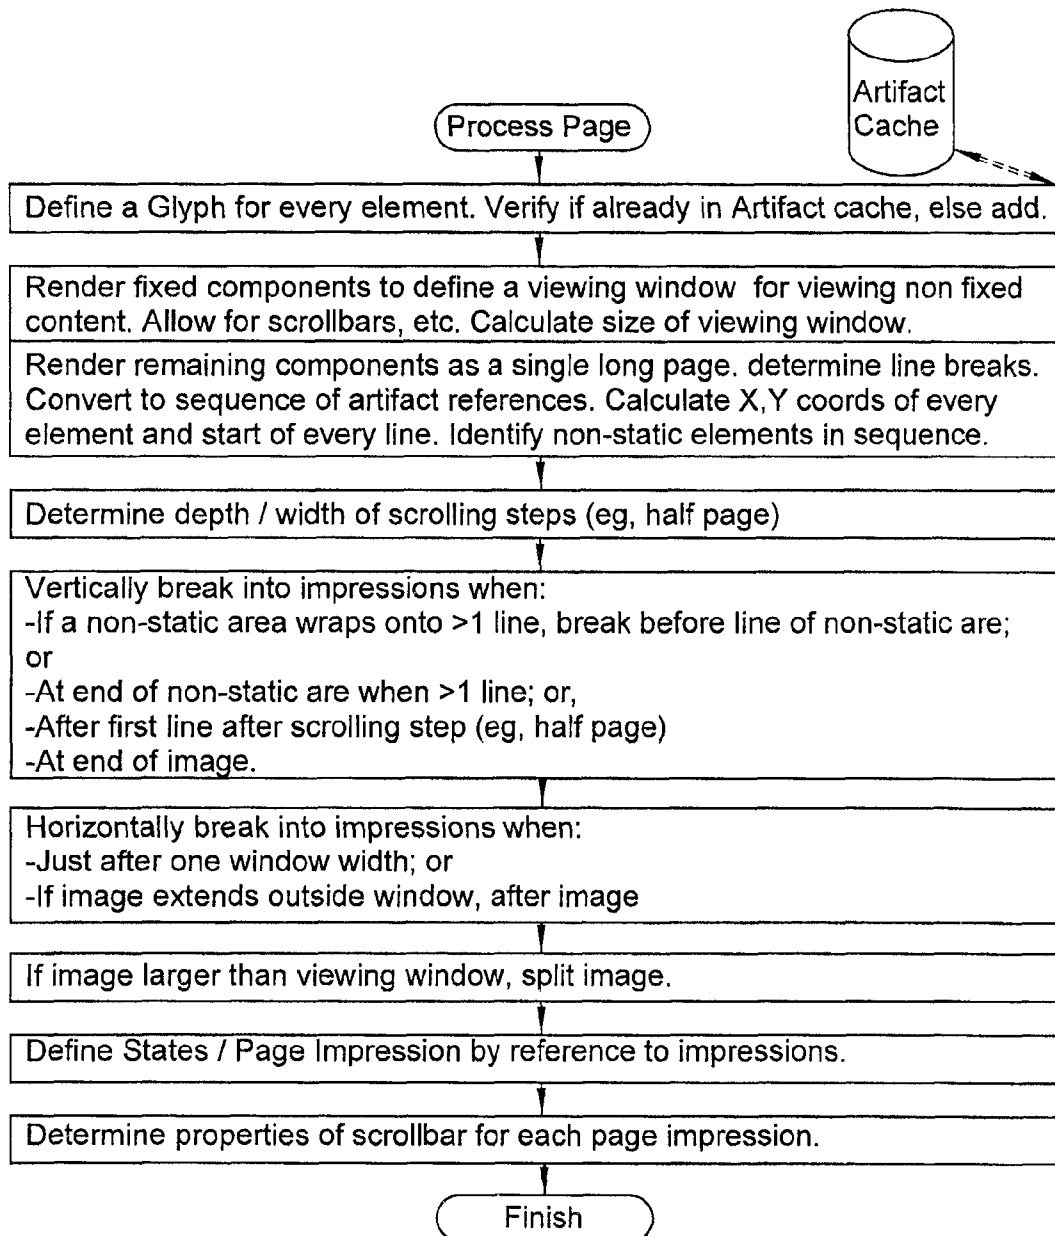 Artifact
Cache
Process Page
Define a Glyph for every element. Verify if already in Artifact cache, else add.
Render fixed components to define a viewing window for viewing non fixed
content. Allow for scrollbars, etc. Calculate size of viewing window.
Render remaining components as a single long page. determine line breaks.
Convert to sequence of artifact references. Calculate X,Y coords of every
element and start of every line. Identify non-static elements in sequence.
Determine depth / width of scrolling steps (eg, half page)
Vertically break into impressions when:
-If a non-static area wraps onto >1 line, break before line of non-static are;
or
-At end of non-static are when >1 line; or,
-After first line after scrolling step (eg, half page)
-At end of image.
Horizontally break into impressions when:
-Just after one window width; or
-If image extends outside window, after image
If image larger than viewing window, split image.
Define States / Page Impression by reference to impressions.
Determine properties of scrollbar for each page impression.
Finish